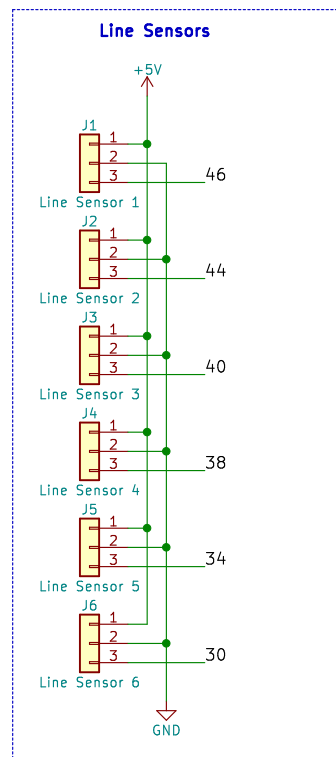 Line Sensors
+5V
J1
1
2
3
46
Line Sensor 1
J2
1
2
3
44
Line Sensor 2
J3
1
2
3
40
Line Sensor 3
J4
1
2
3
38
Line Sensor 4
J5
1
2
3
34
Line Sensor 5
J6
1
2
3
30
Line Sensor 6
GND